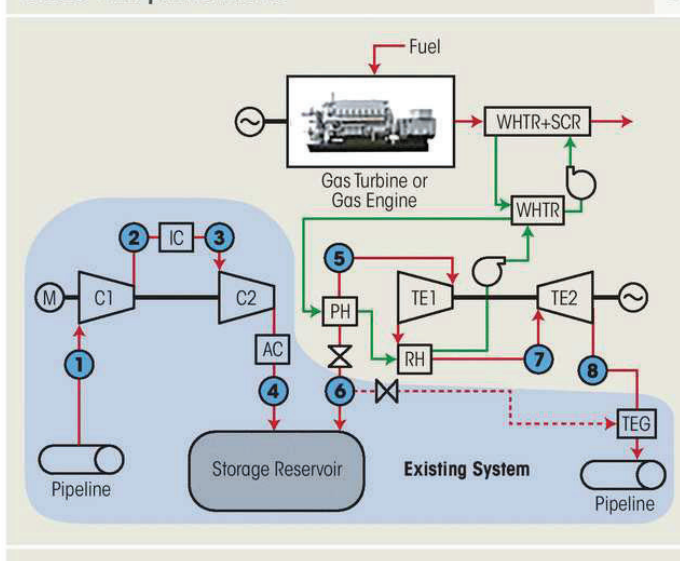 Fuel
WHTR+SCR
Gas Turbine or
Gas Engine
WHTR
2
IC
3
5
M
C1
C2
TE1
TE2
PH
1
AC
RH
7
8
4
6
TEG
Storage Reservoir
Existing System
Pipeline
Pipeline